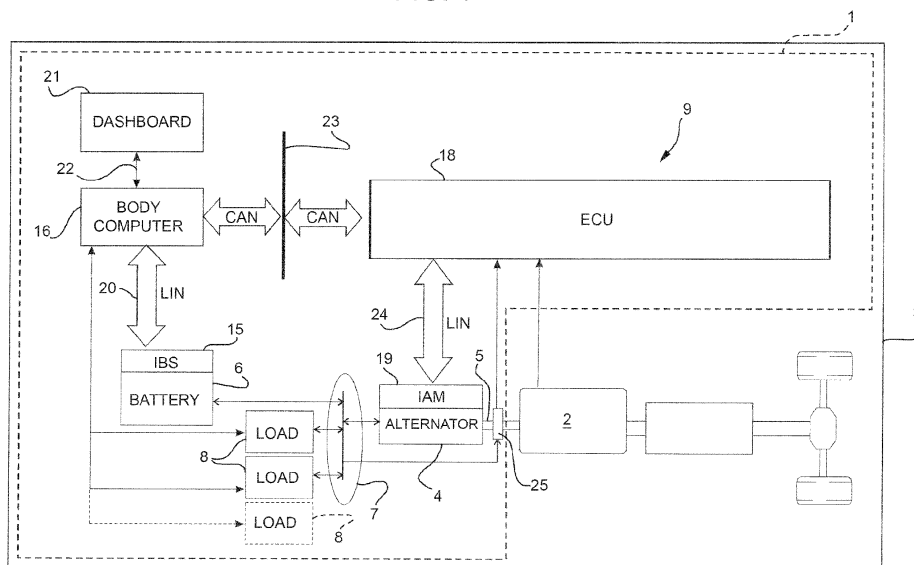 1
21
DASHBOARD
22
23
9
18
BODY
COMPUTER
16
CAN
CAN
ECU
20
LIN
24
LIN
15
IBS
6
BATTERY
19
IAM
5
ALTERNATOR
2
LOAD
8
LOAD
25
4
7
LOAD
8